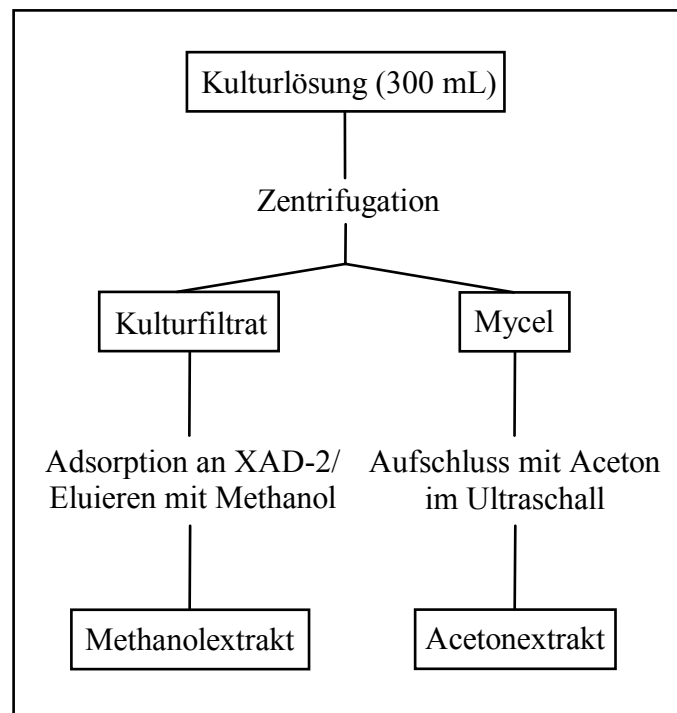 Kulturlösung (300 mL)
Zentrifugation
Kulturfiltrat
Mycel
Adsorption an XAD-2/
Eluieren mit Methanol
Aufschluss mit Aceton
im Ultraschall
Methanolextrakt
Acetonextrakt